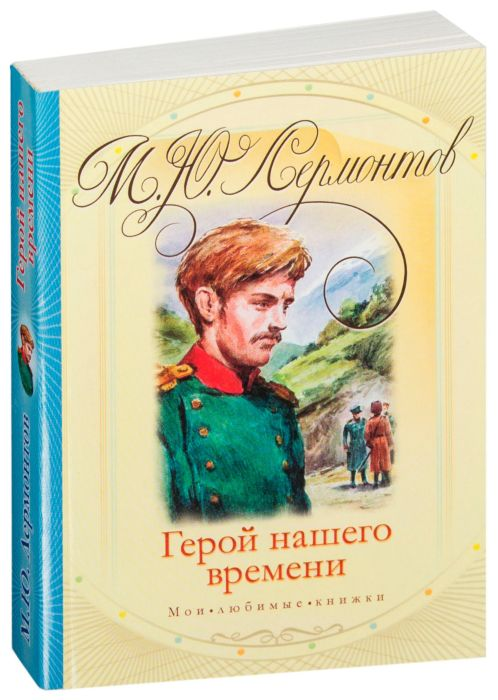 М.Ю. Лермонтов
Герой нашего
времени
Мои•любимые•книжки
М.Ю. Лермонтов
Герой нашего
времени